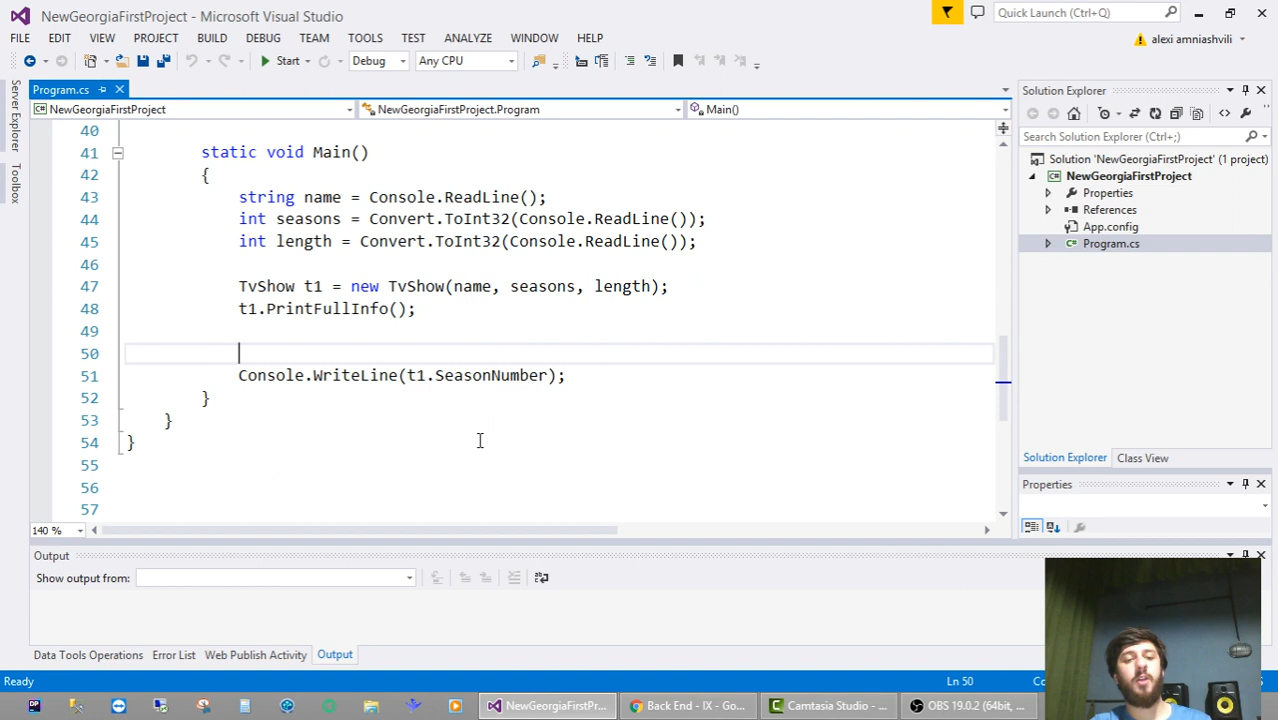 NewGeorgiaFirstProject - Microsoft Visual Studio
Quick Launch (Ctrl+Q)
FILE EDIT VIEW PROJECT BUILD DEBUG TEAM TOOLS TEST ANALYZE WINDOW HELP
alexi amniashvili
Start Debug Any CPU
Server Explorer
Toolbox
Program.cs
NewGeorgiaFirstProject NewGeorgiaFirstProject.Program Main()
40
41 static void Main()
42 {
43 string name = Console.ReadLine();
44 int seasons = Convert.ToInt32(Console.ReadLine());
45 int length = Convert.ToInt32(Console.ReadLine());
46
47 TvShow t1 = new TvShow(name, seasons, length);
48 t1.PrintFullInfo();
49
50
51 Console.WriteLine(t1.SeasonNumber);
52 }
53 }
54 }
55
56
57
140 %
Solution Explorer
Search Solution Explorer (Ctrl+;)
Solution 'NewGeorgiaFirstProject' (1 project)
NewGeorgiaFirstProject
Properties
References
App.config
Program.cs
Solution Explorer Class View
Properties
Output
Show output from:
Data Tools Operations Error List Web Publish Activity Output
Ready Ln 50
DP
NewGeorgiaFirstPr... Back End - IX - Go... Camtasia Studio - ... OBS 19.0.2 (64bit, ...